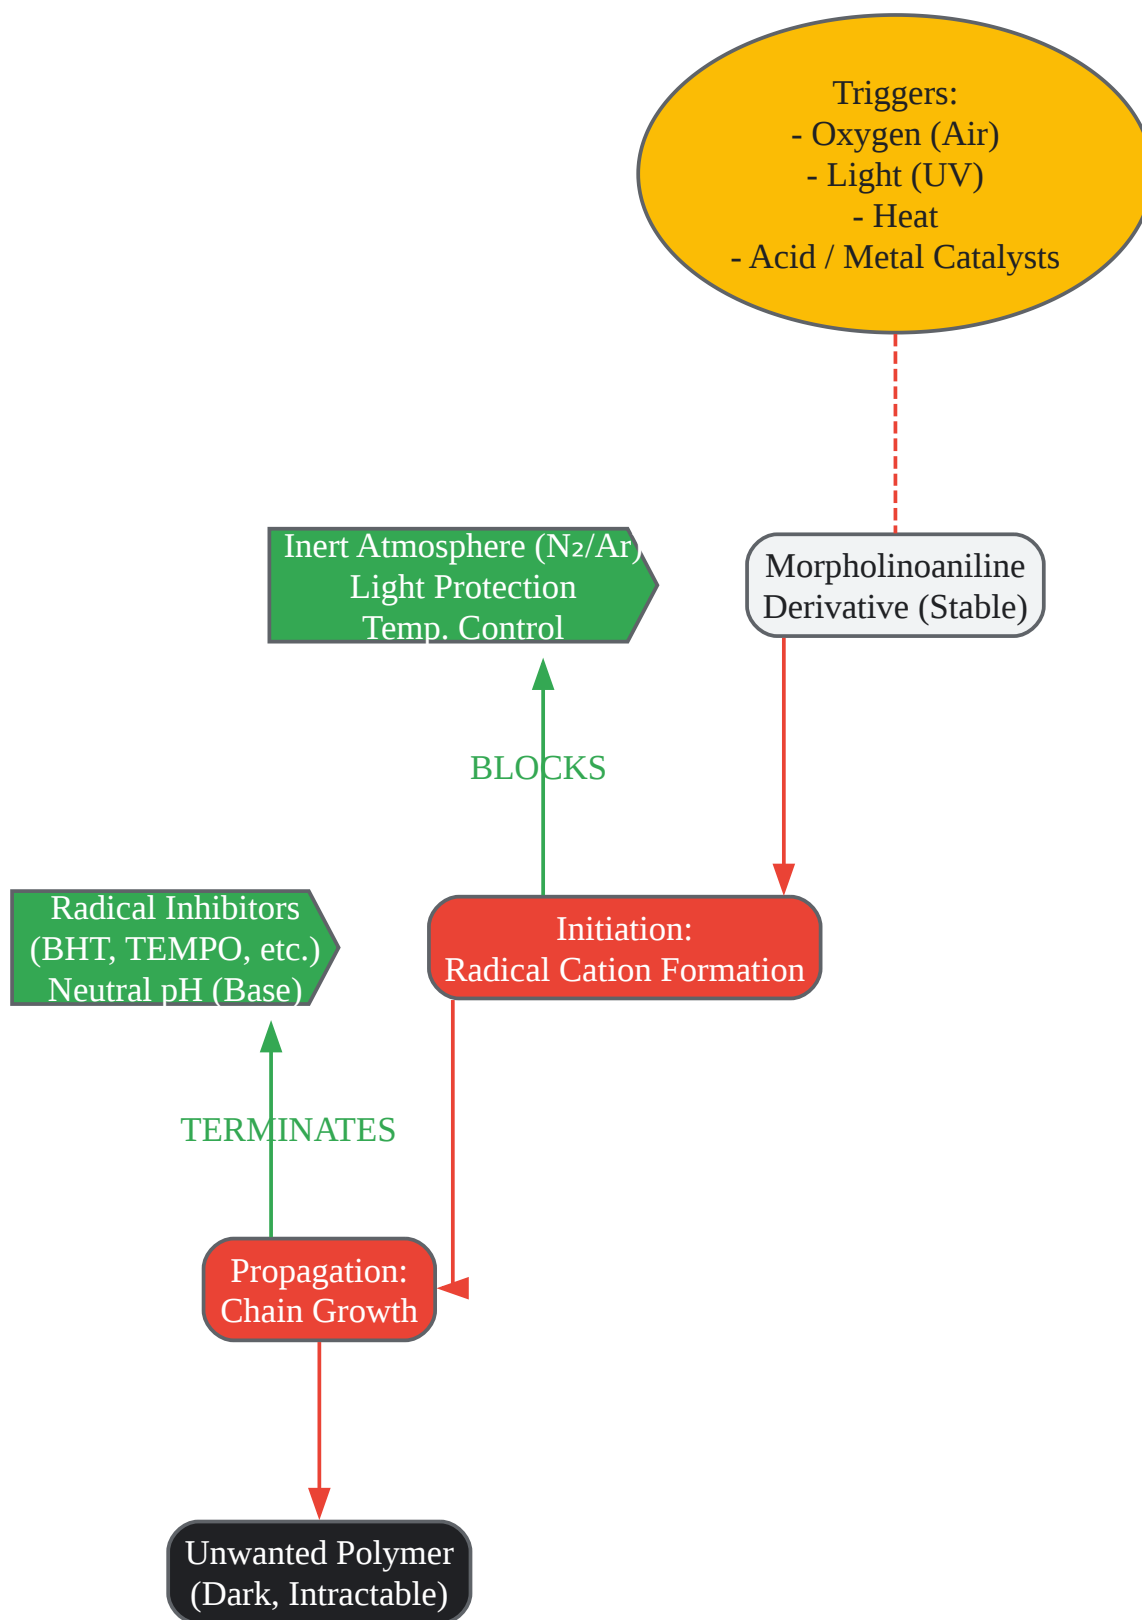 Triggers:
- Oxygen (Air)
- Light (UV)
- Heat
- Acid / Metal Catalysts
Inert Atmosphere (N₂/Ar)
Light Protection
Temp. Control
Morpholinoaniline
Derivative (Stable)
BLOCKS
Radical Inhibitors
(BHT, TEMPO, etc.)
Neutral pH (Base)
Initiation:
Radical Cation Formation
TERMINATES
Propagation:
Chain Growth
Unwanted Polymer
(Dark, Intractable)